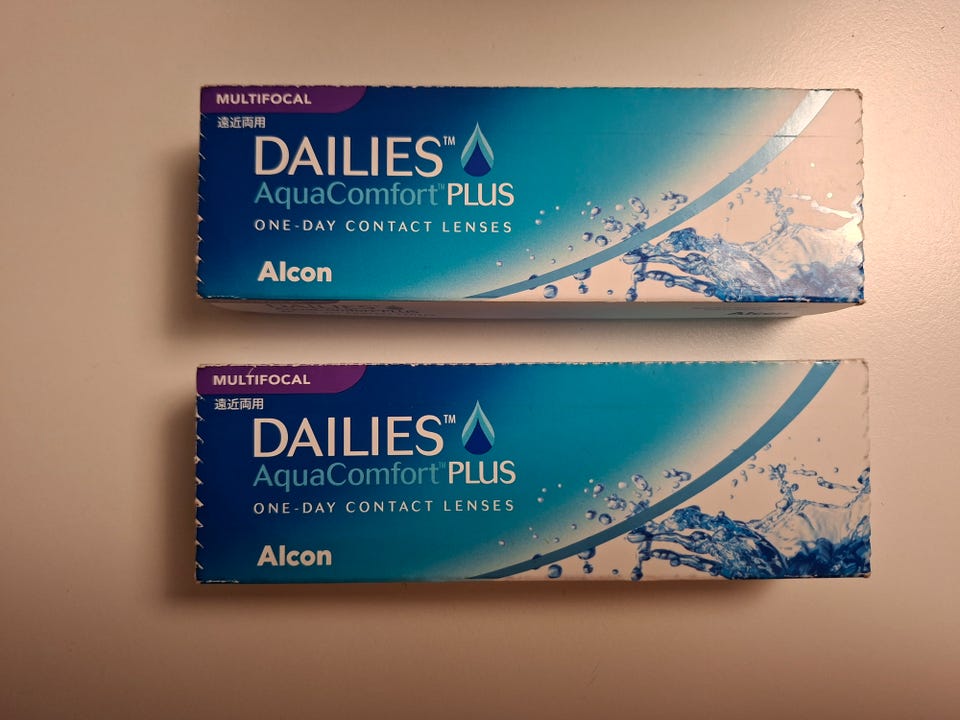 MULTIFOCAL
遠近両用
DAILIES™
AquaComfort™ PLUS
ONE-DAY CONTACT LENSES
Alcon
Alcon
MULTIFOCAL
遠近両用
DAILIES™
AquaComfort™ PLUS
ONE-DAY CONTACT LENSES
Alcon